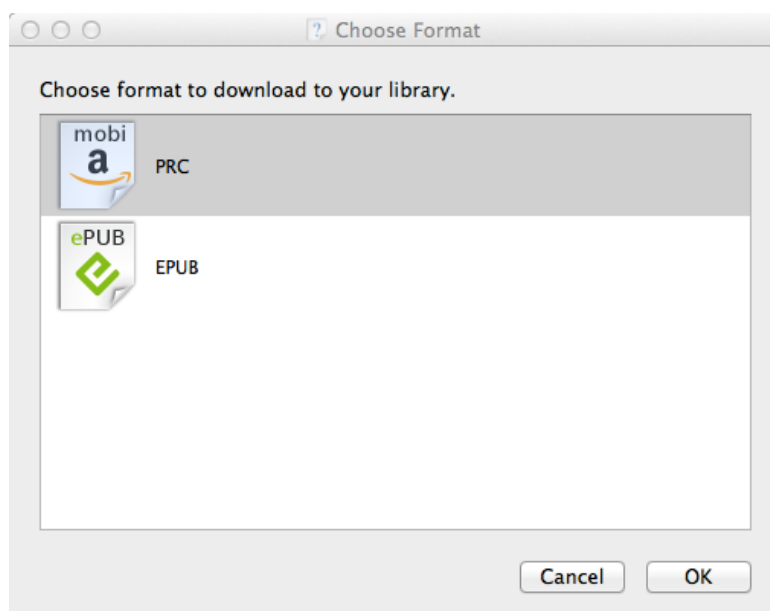 ? Choose Format
Choose format to download to your library.
mobi
a
PRC
ePUB
e
EPUB
Cancel
OK